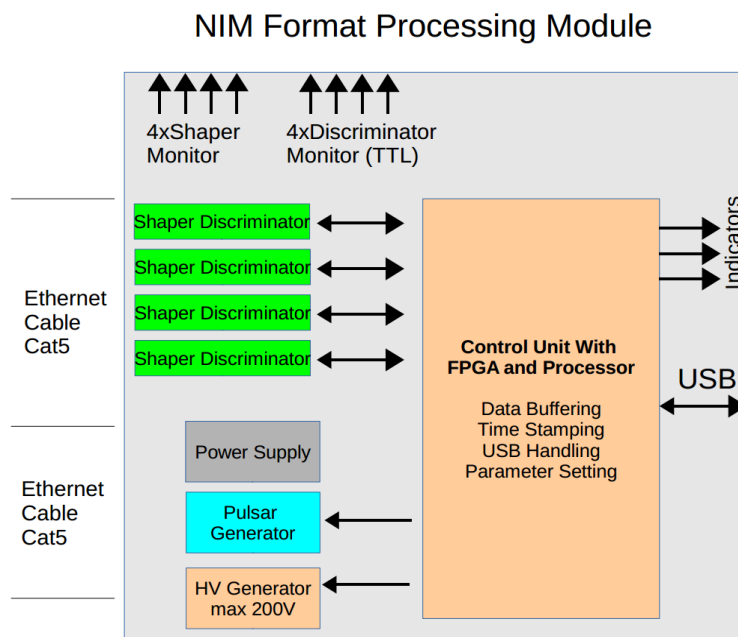 NIM Format Processing Module
4xShaper
Monitor
4xDiscriminator
Monitor (TTL)
Shaper Discriminator
Shaper Discriminator
Shaper Discriminator
Shaper Discriminator
Ethernet
Cable
Cat5
Indicators
Control Unit With
FPGA and Processor
Data Buffering
Time Stamping
USB Handling
Parameter Setting
USB
Ethernet
Cable
Cat5
Power Supply
Pulsar
Generator
HV Generator
max 200V